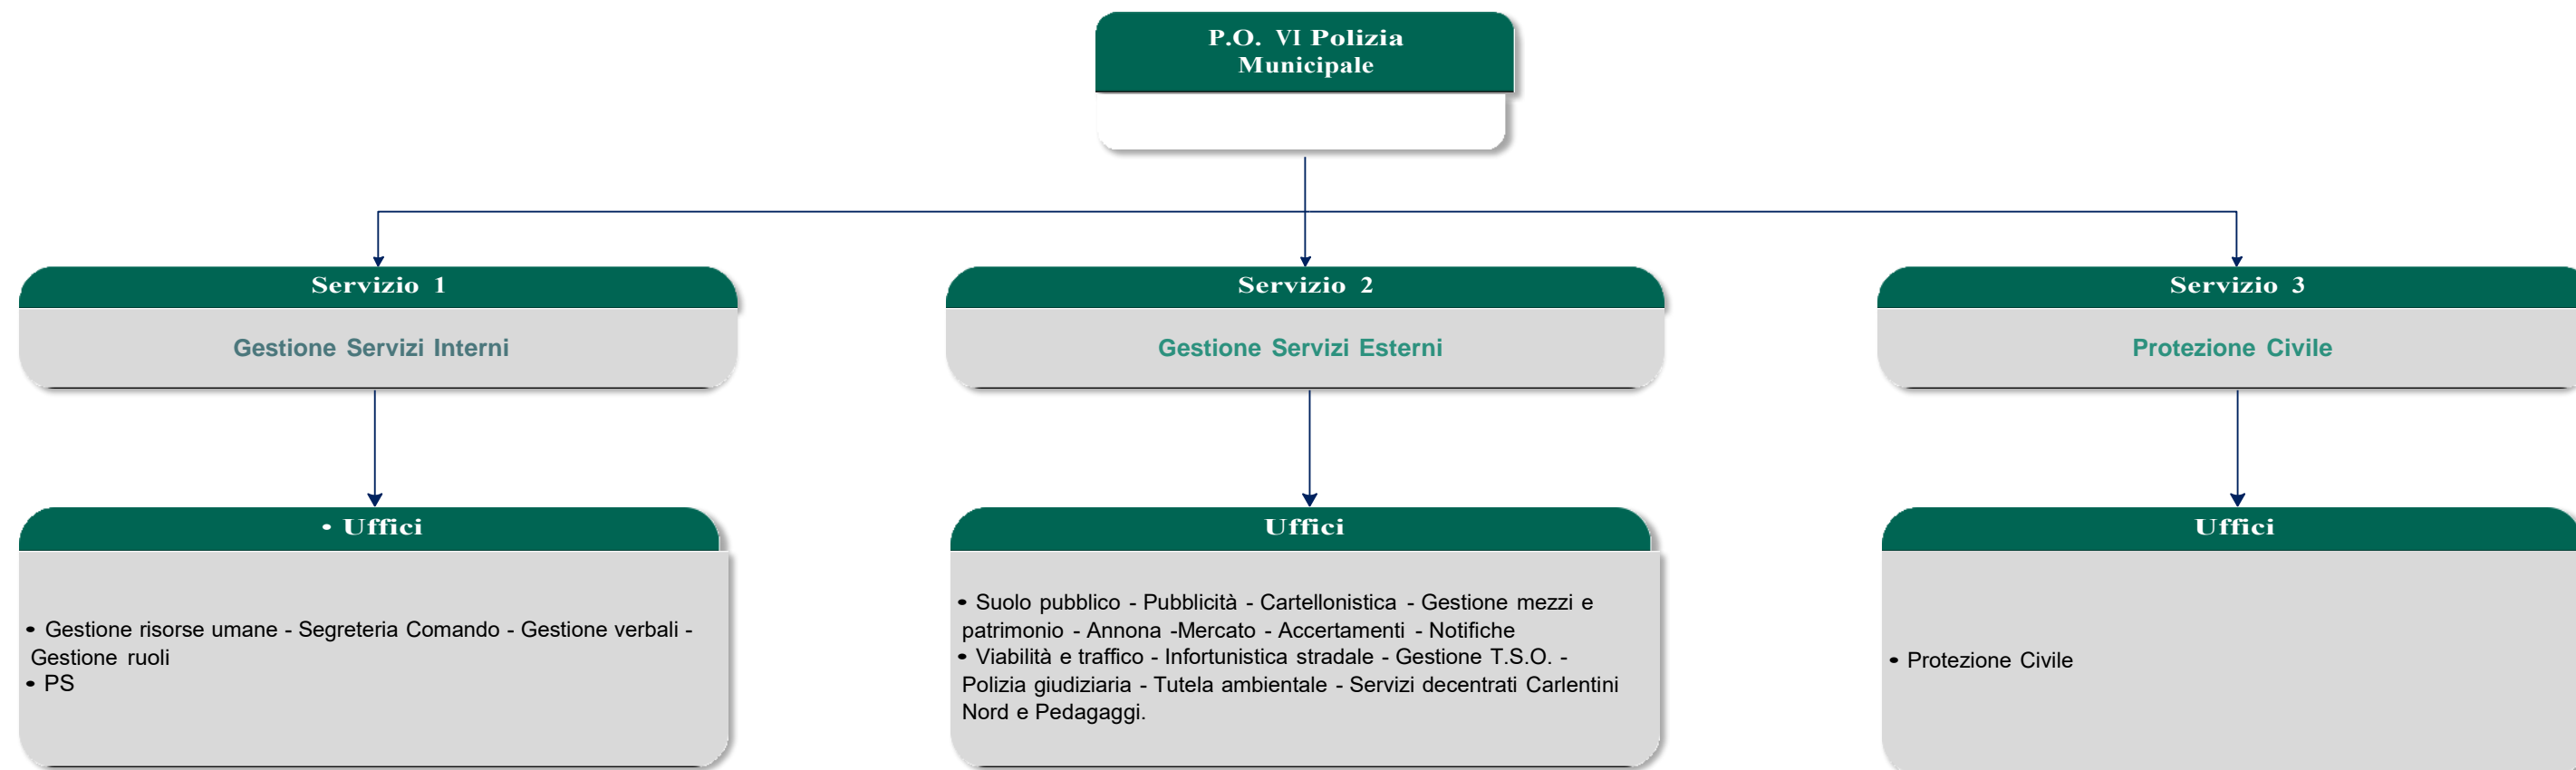 P.O. VI Polizia
Municipale
Servizio 1
Gestione Servizi Interni
Servizio 2
Gestione Servizi Esterni
Servizio 3
Protezione Civile
• Uffici
• Gestione risorse umane - Segreteria Comando - Gestione verbali -
Gestione ruoli
• PS
Uffici
• Suolo pubblico - Pubblicità - Cartellonistica - Gestione mezzi e
patrimonio - Annona -Mercato - Accertamenti - Notifiche
• Viabilità e traffico - Infortunistica stradale - Gestione T.S.O. -
Polizia giudiziaria - Tutela ambientale - Servizi decentrati Carlentini
Nord e Pedagaggi.
Uffici
• Protezione Civile